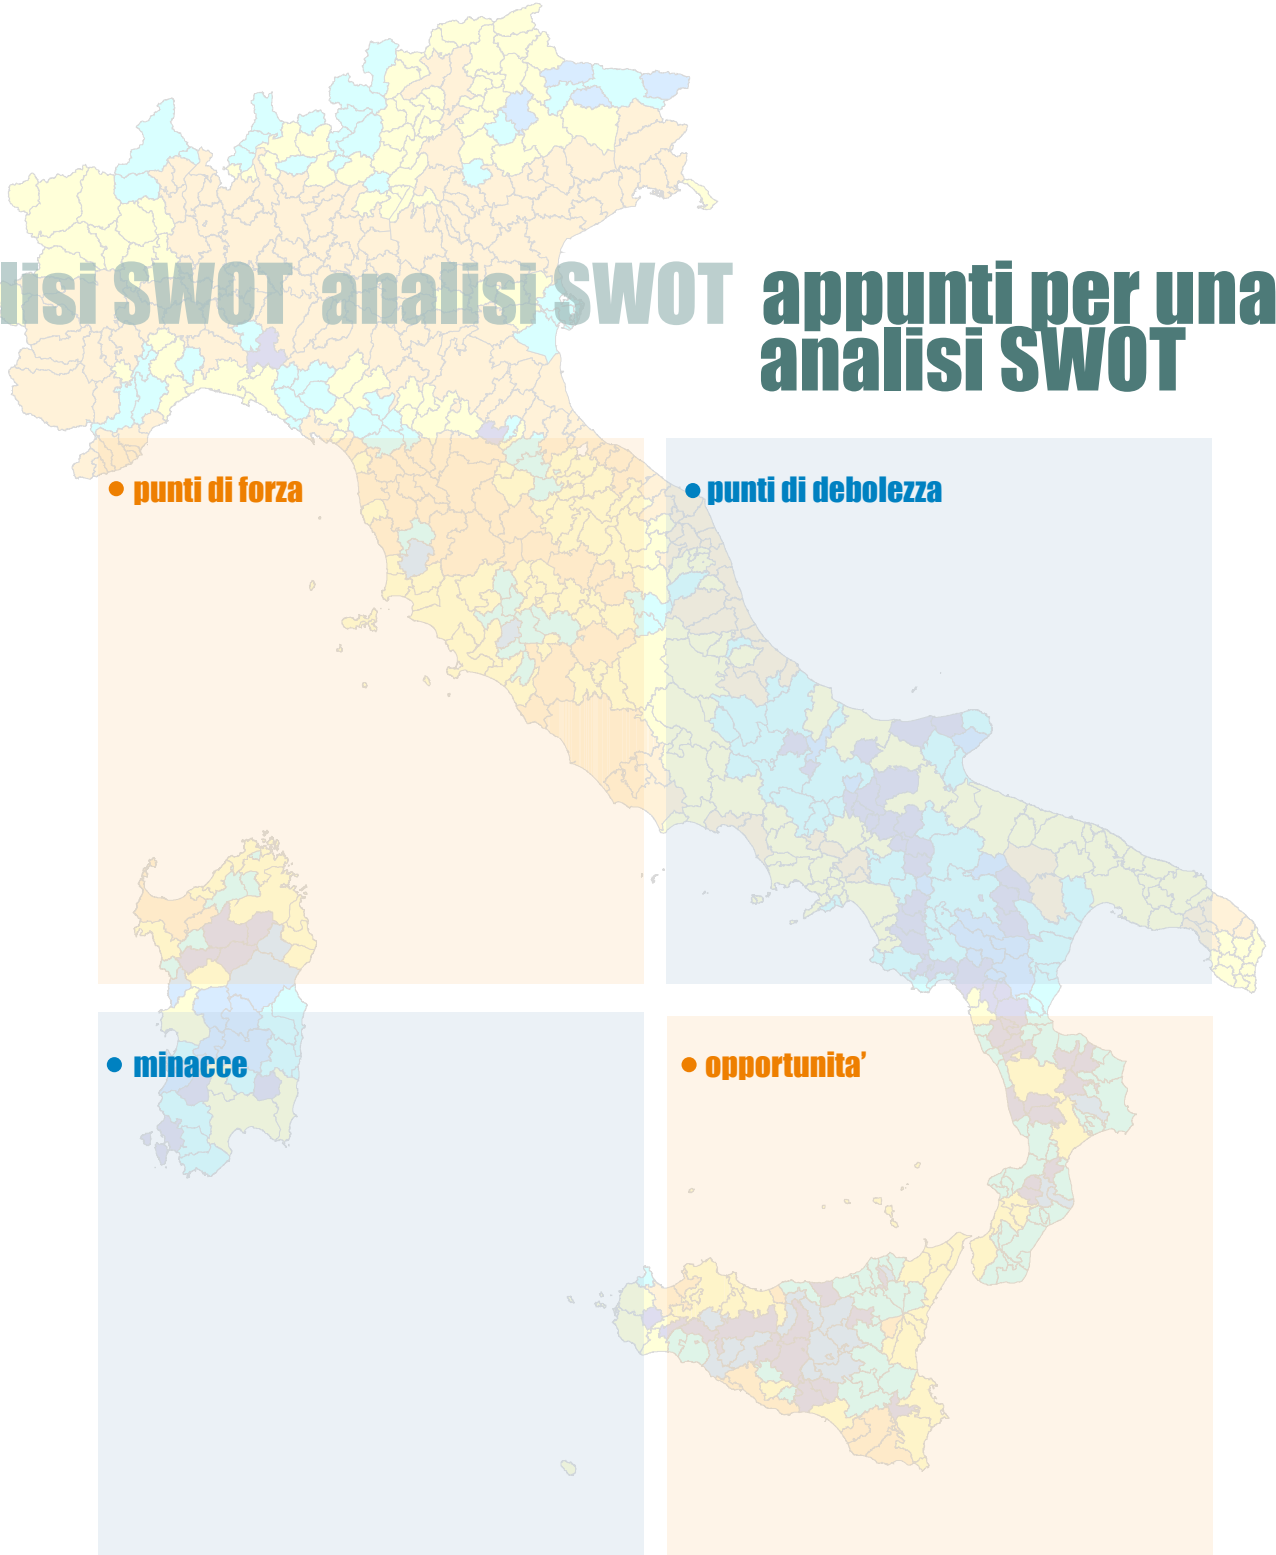 lisi SWOT analisi SWOT appunti per una
analisi SWOT
• punti di forza
• punti di debolezza
• minacce
• opportunita’